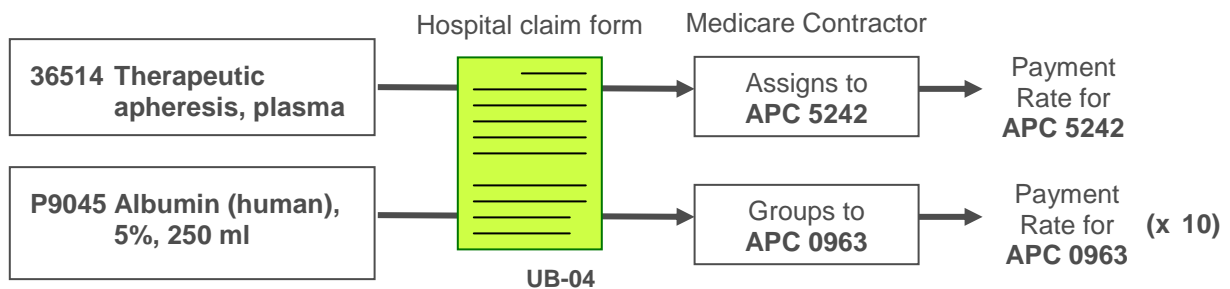 Hospital claim form
Medicare Contractor
36514 Therapeutic
apheresis, plasma
Assigns to
APC 5242
Payment
Rate for
APC 5242
P9045 Albumin (human),
5%, 250 ml
Groups to
APC 0963
Payment
Rate for
APC 0963
(x 10)
UB-04